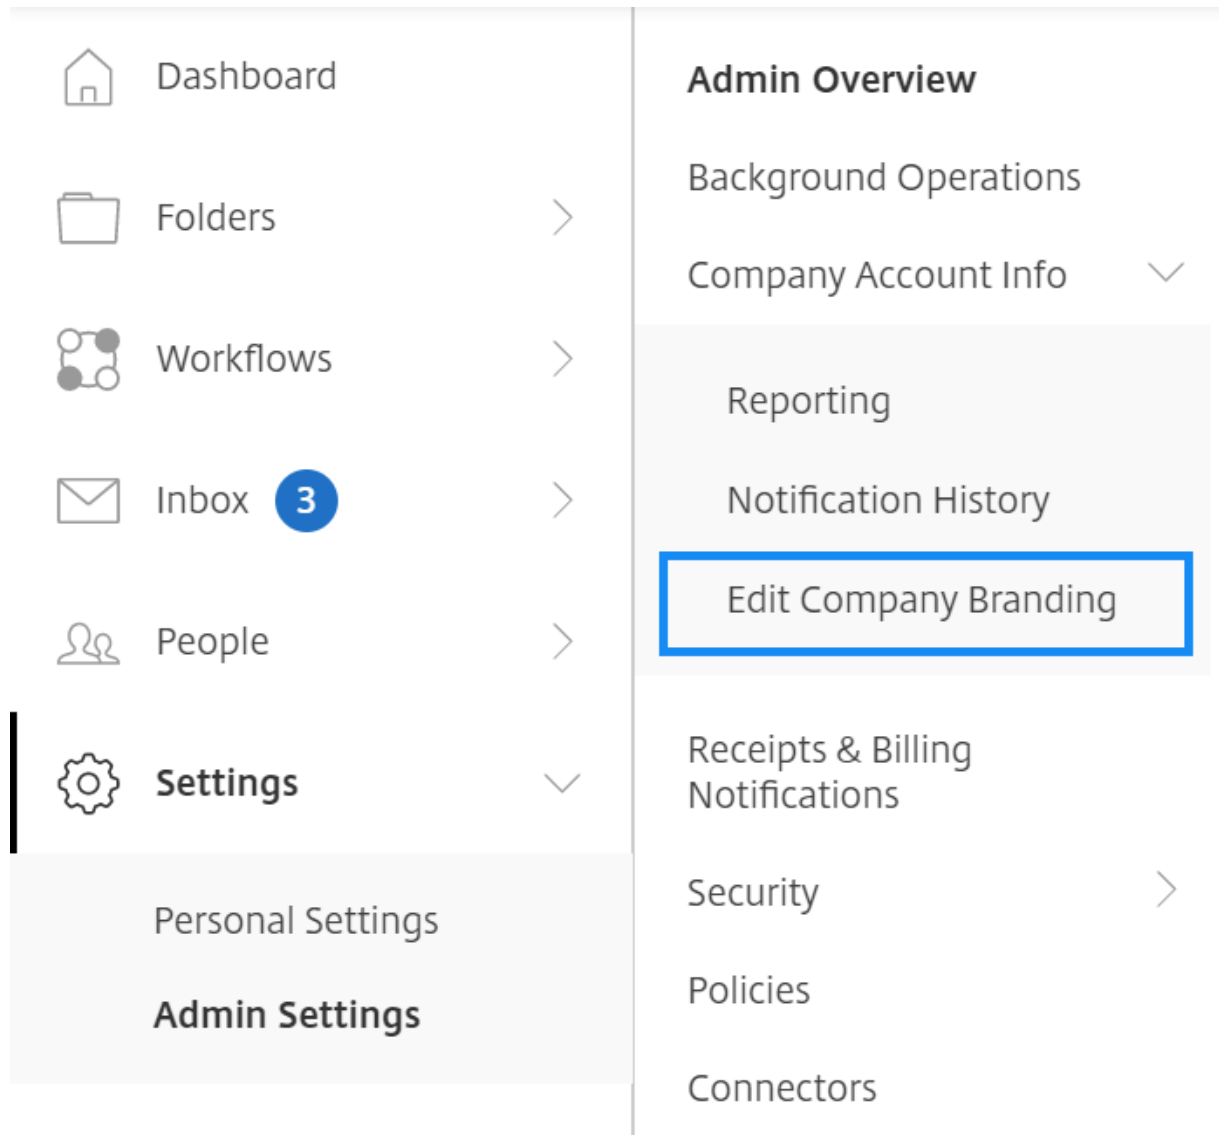 Dashboard
Folders
Workflows
Inbox 3
People
Settings
Personal Settings
Admin Settings
Admin Overview
Background Operations
Company Account Info
Reporting
Notification History
Edit Company Branding
Receipts & Billing
Notifications
Security
Policies
Connectors